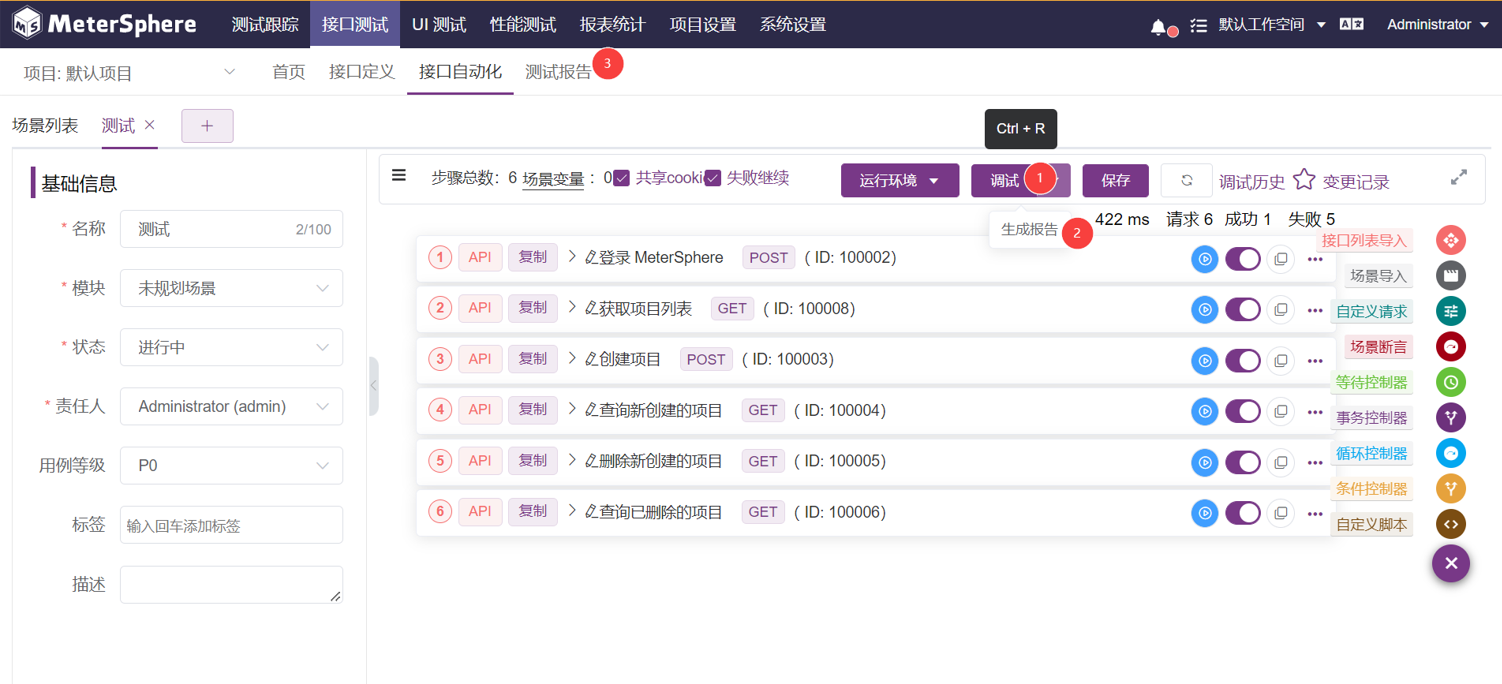 MeterSphere 测试跟踪 接口测试 UI 测试 性能测试 报表统计 项目设置 系统设置 默认工作空间 Administrator
项目: 默认项目 首页 接口定义 接口自动化 测试报告 3
场景列表 测试 × +
Ctrl + R
基础信息
* 名称 测试 2/100
* 模块 未规划场景
* 状态 进行中
* 责任人 Administrator (admin)
用例等级 P0
标签 输入回车添加标签
描述
步骤总数: 6 场景变量 : 0 共享cooki 失败继续 运行环境 调试 1 保存 调试历史 变更记录
生成报告 2 422 ms 请求 6 成功 1 失败 5
1 API 复制 登录 MeterSphere POST ( ID: 100002)
2 API 复制 获取项目列表 GET ( ID: 100008)
3 API 复制 创建项目 POST ( ID: 100003)
4 API 复制 查询新创建的项目 GET ( ID: 100004)
5 API 复制 删除新创建的项目 GET ( ID: 100005)
6 API 复制 查询已删除的项目 GET ( ID: 100006)
接口列表导入
场景导入
自定义请求
场景断言
等待控制器
事务控制器
循环控制器
条件控制器
自定义脚本